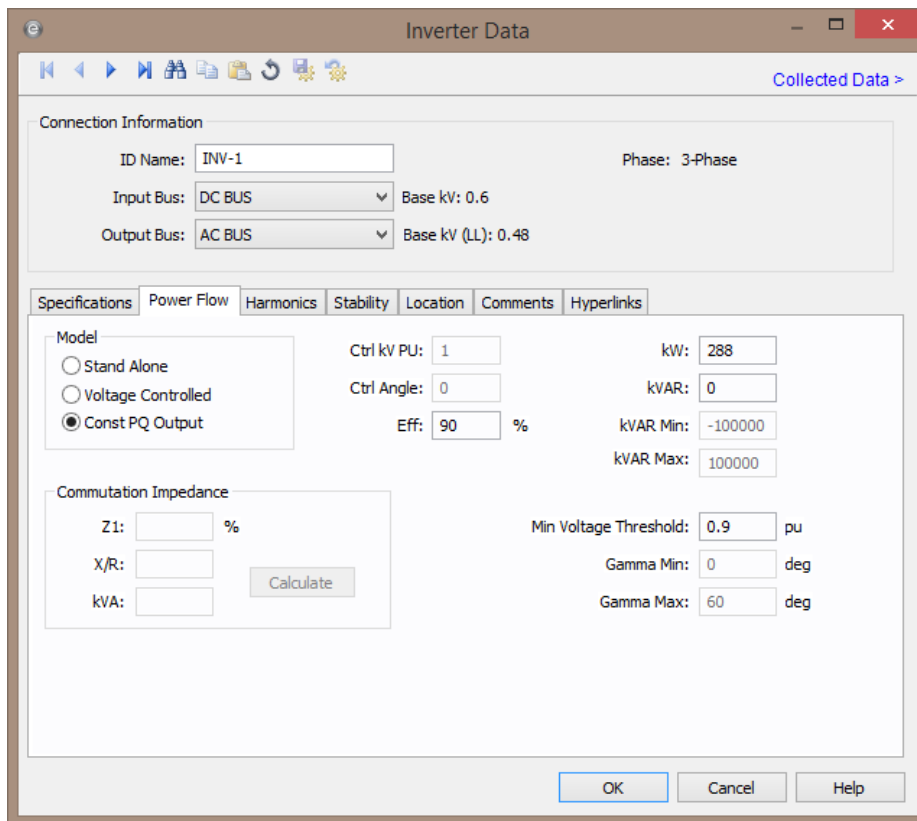 Inverter Data
Collected Data >
Connection Information
ID Name: INV-1 Phase: 3-Phase
Input Bus: DC BUS Base kV: 0.6
Output Bus: AC BUS Base kV (LL): 0.48
Specifications Power Flow Harmonics Stability Location Comments Hyperlinks
Model
Stand Alone
Voltage Controlled
Const PQ Output
Ctrl kV PU: 1
Ctrl Angle: 0
Eff: 90 %
kW: 288
kVAR: 0
kVAR Min: -100000
kVAR Max: 100000
Commutation Impedance
Z1: %
X/R:
kVA:
Calculate
Min Voltage Threshold: 0.9 pu
Gamma Min: 0 deg
Gamma Max: 60 deg
OK Cancel Help